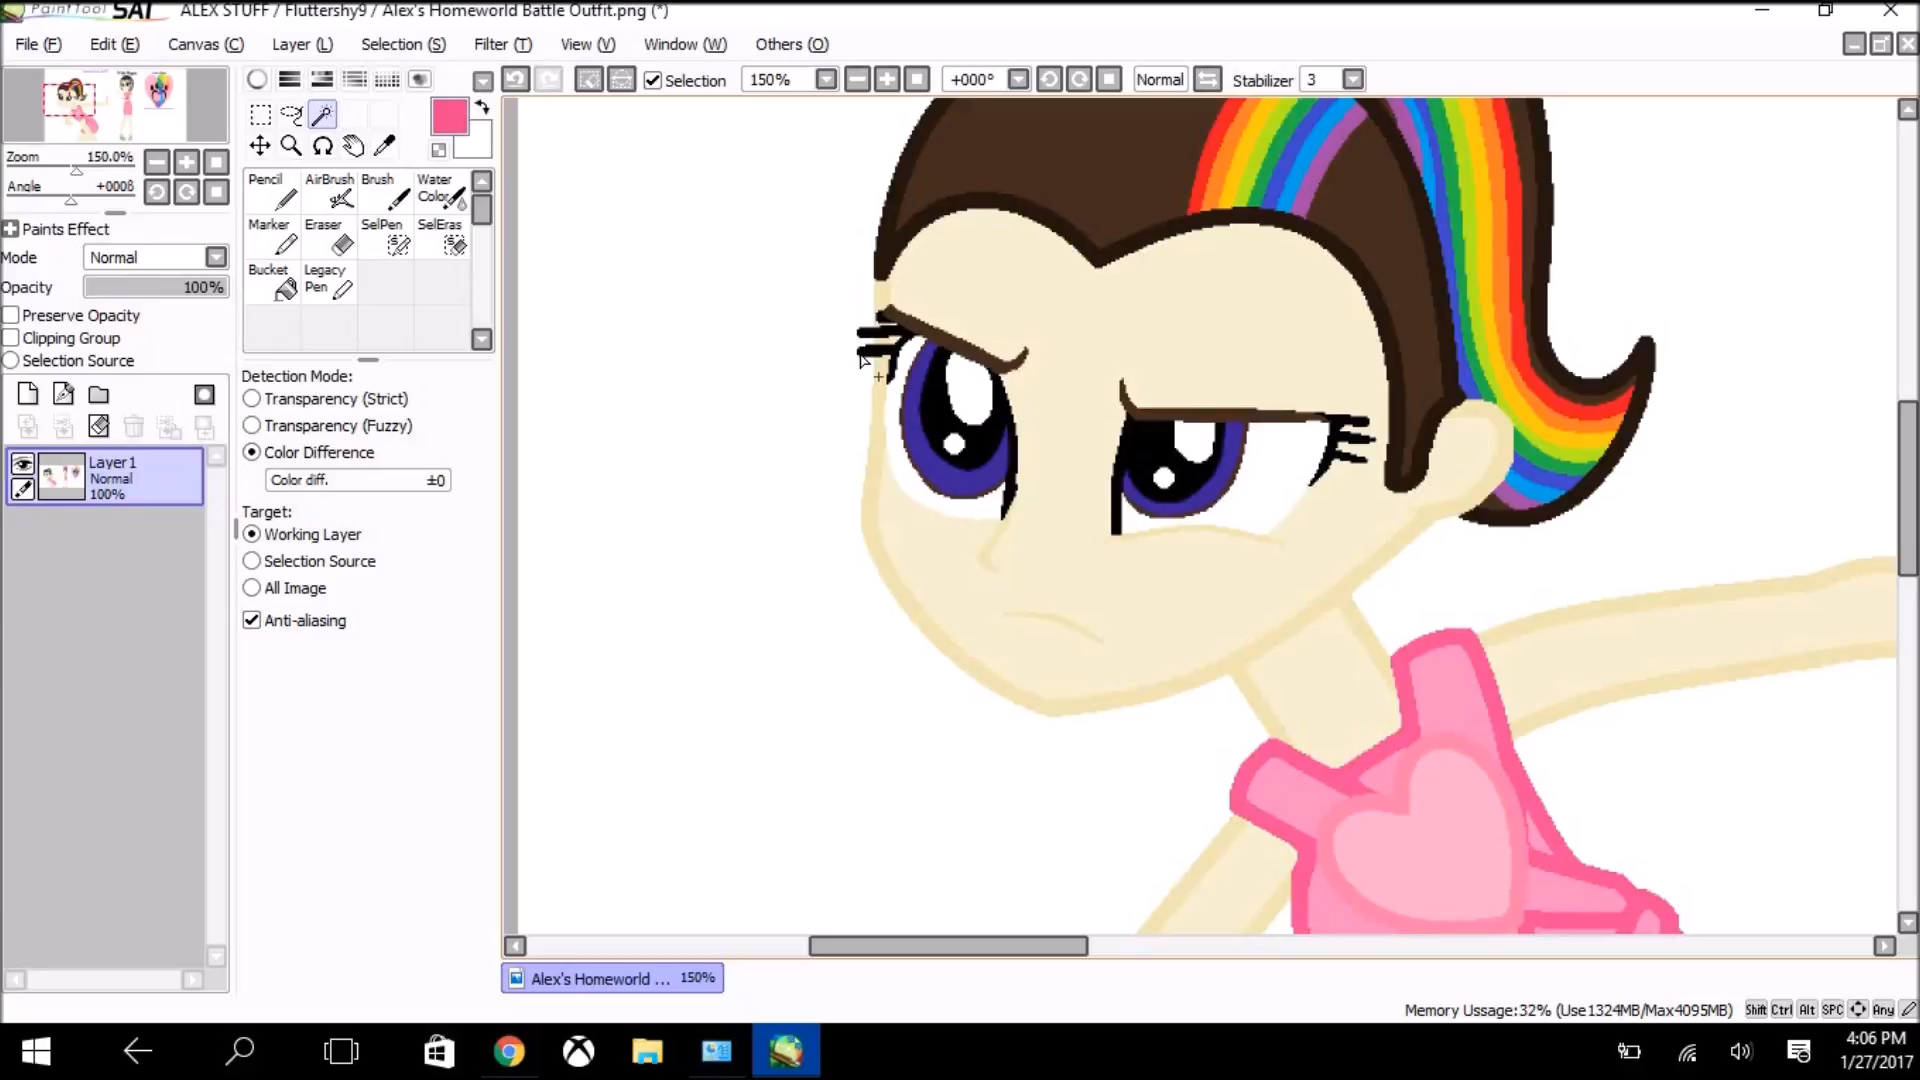 PaintTool SAI ALEX STUFF / Fluttershy9 / Alex's Homeworld Battle Outfit.png (*)
File (F) Edit (E) Canvas (C) Layer (L) Selection (S) Filter (T) View (V) Window (W) Others (O)
Selection 150% +000° Normal Stabilizer 3
Zoom 150.0%
Angle +000ß
Paints Effect
Mode Normal
Opacity 100%
Preserve Opacity
Clipping Group
Selection Source
Layer1
Normal
100%
Pencil AirBrush Brush Water Color
Marker Eraser SelPen SelEras
Bucket Legacy Pen
Detection Mode:
Transparency (Strict)
Transparency (Fuzzy)
Color Difference
Color diff. ±0
Target:
Working Layer
Selection Source
All Image
Anti-aliasing
Alex's Homeworld ... 150%
Memory Usage:32% (Use1324MB/Max4095MB) Shift Ctrl Alt SPC Any
4:06 PM
1/27/2017